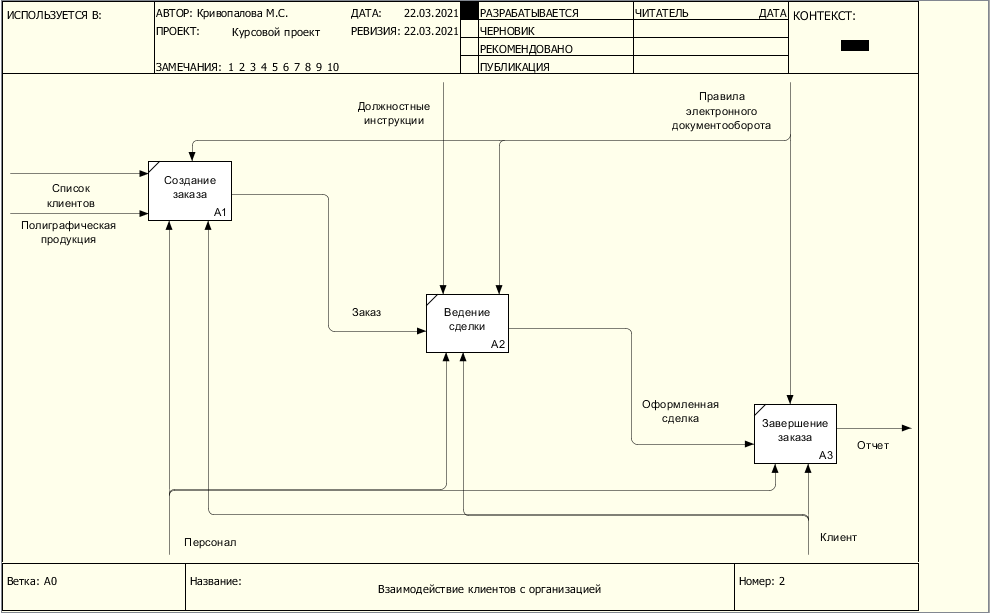 ИСПОЛЬЗУЕТСЯ В:
АВТОР: Кривопалова М.С.
ДАТА: 22.03.2021
РАЗРАБАТЫВАЕТСЯ
ЧИТАТЕЛЬ
ДАТА
КОНТЕКСТ:
ПРОЕКТ: Курсовой проект
РЕВИЗИЯ: 22.03.2021
ЧЕРНОВИК
РЕКОМЕНДОВАНО
ЗАМЕЧАНИЯ: 1 2 3 4 5 6 7 8 9 10
ПУБЛИКАЦИЯ
Должностные
инструкции
Правила
электронного
документооборота
Создание
заказа
A1
Список
клиентов
Полиграфическая
продукция
Заказ
Ведение
сделки
A2
Оформленная
сделка
Завершение
заказа
A3
Отчет
Персонал
Клиент
Ветка: A0
Название:
Взаимодействие клиентов с организацией
Номер: 2